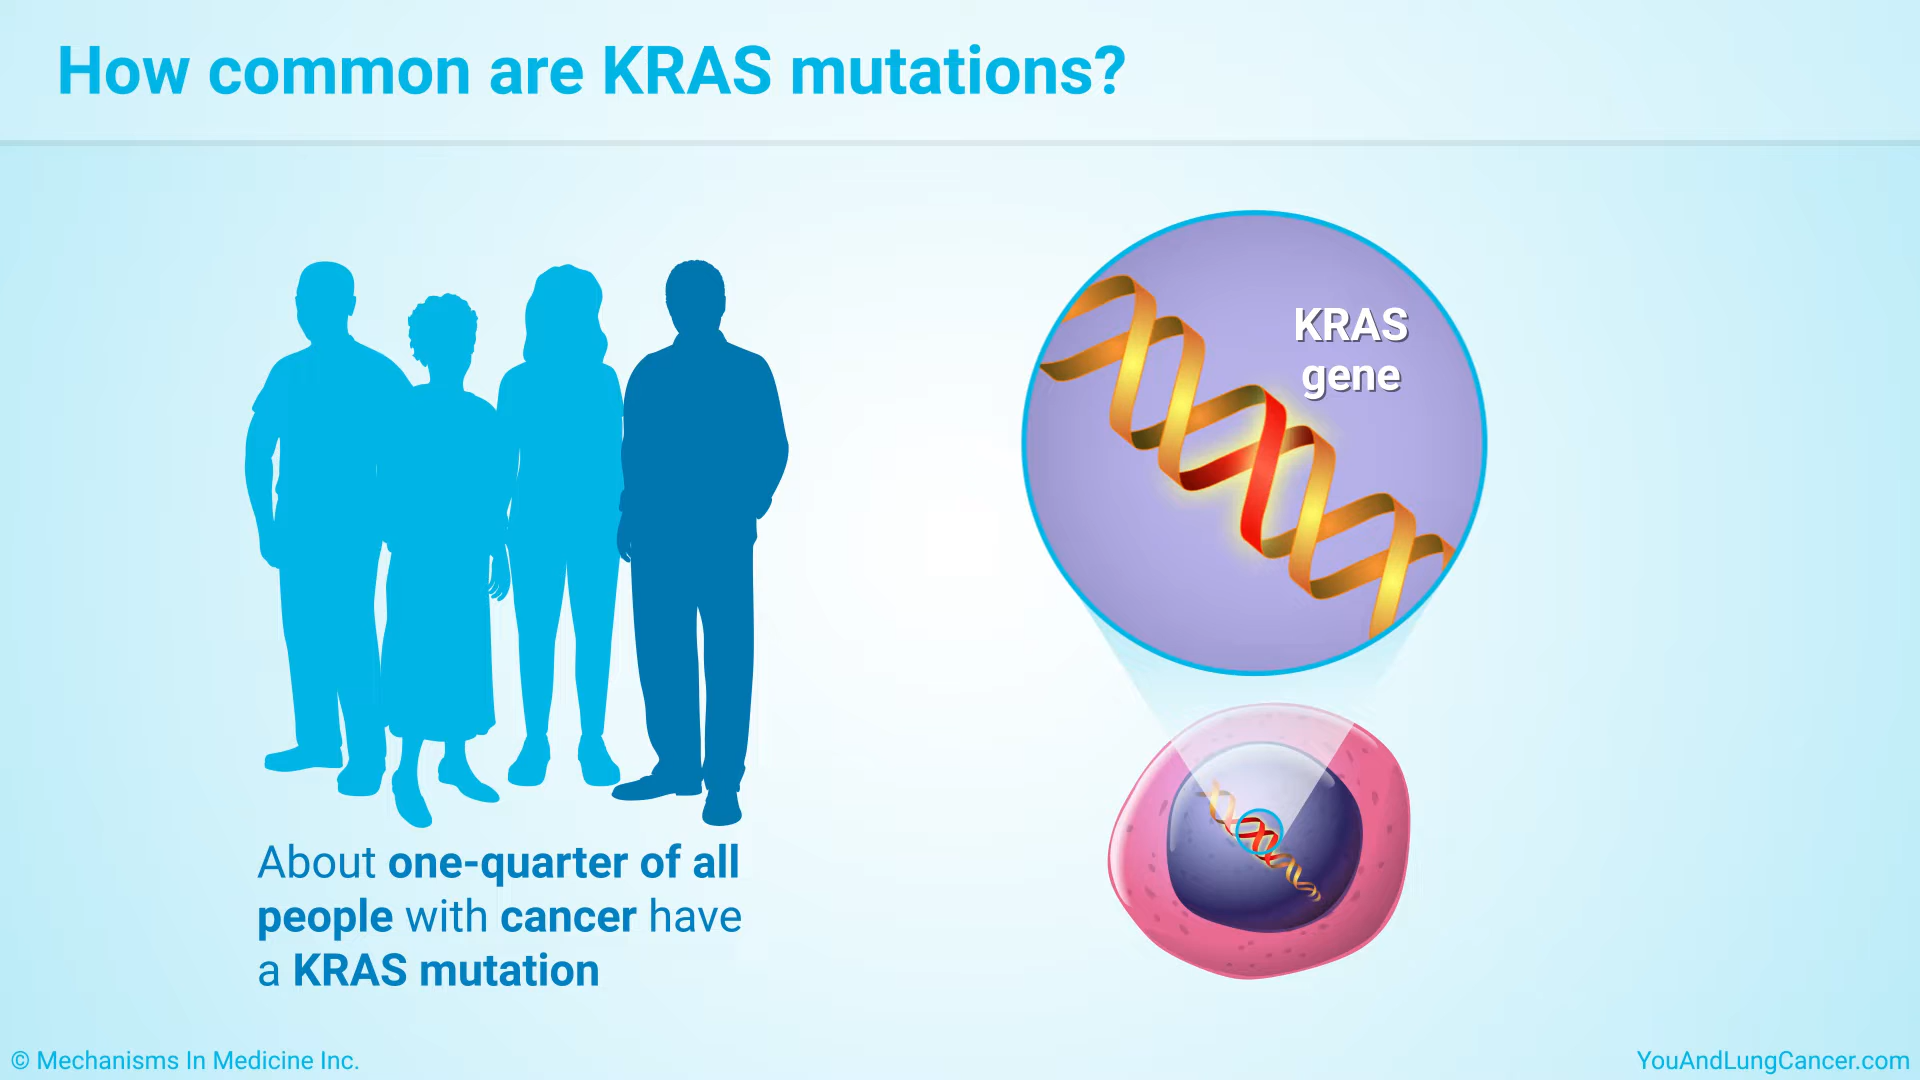 How common are KRAS mutations?
KRAS
gene
About one-quarter of all
people with cancer have
a KRAS mutation
© Mechanisms In Medicine Inc.
YouAndLungCancer.com